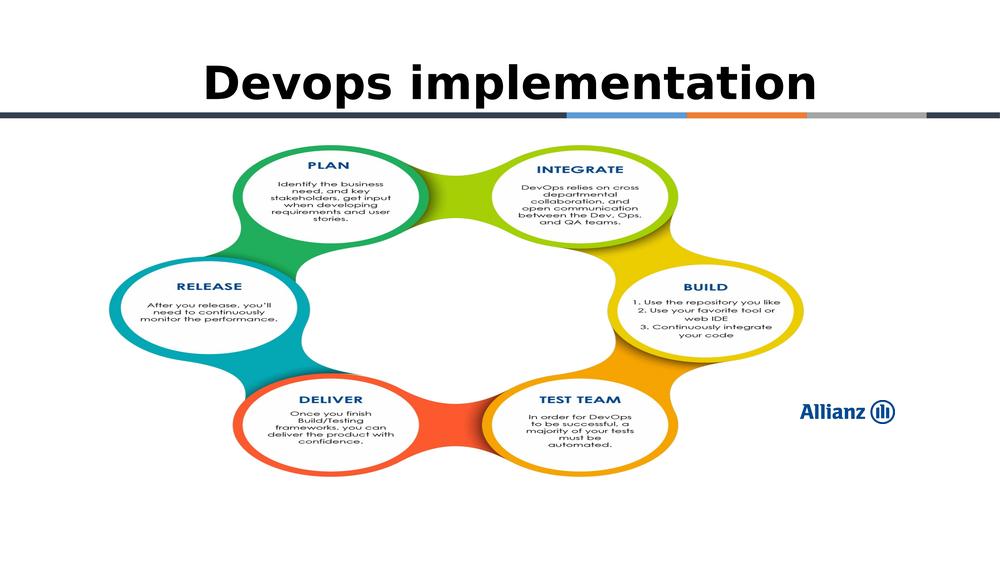 Devops implementation
PLAN
Identify the business
need, and key
stakeholders, get input
when developing
requirements and user
stories.
INTEGRATE
DevOps relies on cross
departmental
collaboration, and
open communication
between the Dev, Ops,
and QA teams.
BUILD
1. Use the repository you like
2. Use your favorite tool or
web IDE
3. Continuously integrate
your code
TEST TEAM
In order for DevOps
to be successful, a
majority of your tests
must be
automated.
DELIVER
Once you finish
Build/Testing
frameworks, you can
deliver the product with
confidence.
RELEASE
After you release, you'll
need to continuously
monitor the performance.
Allianz